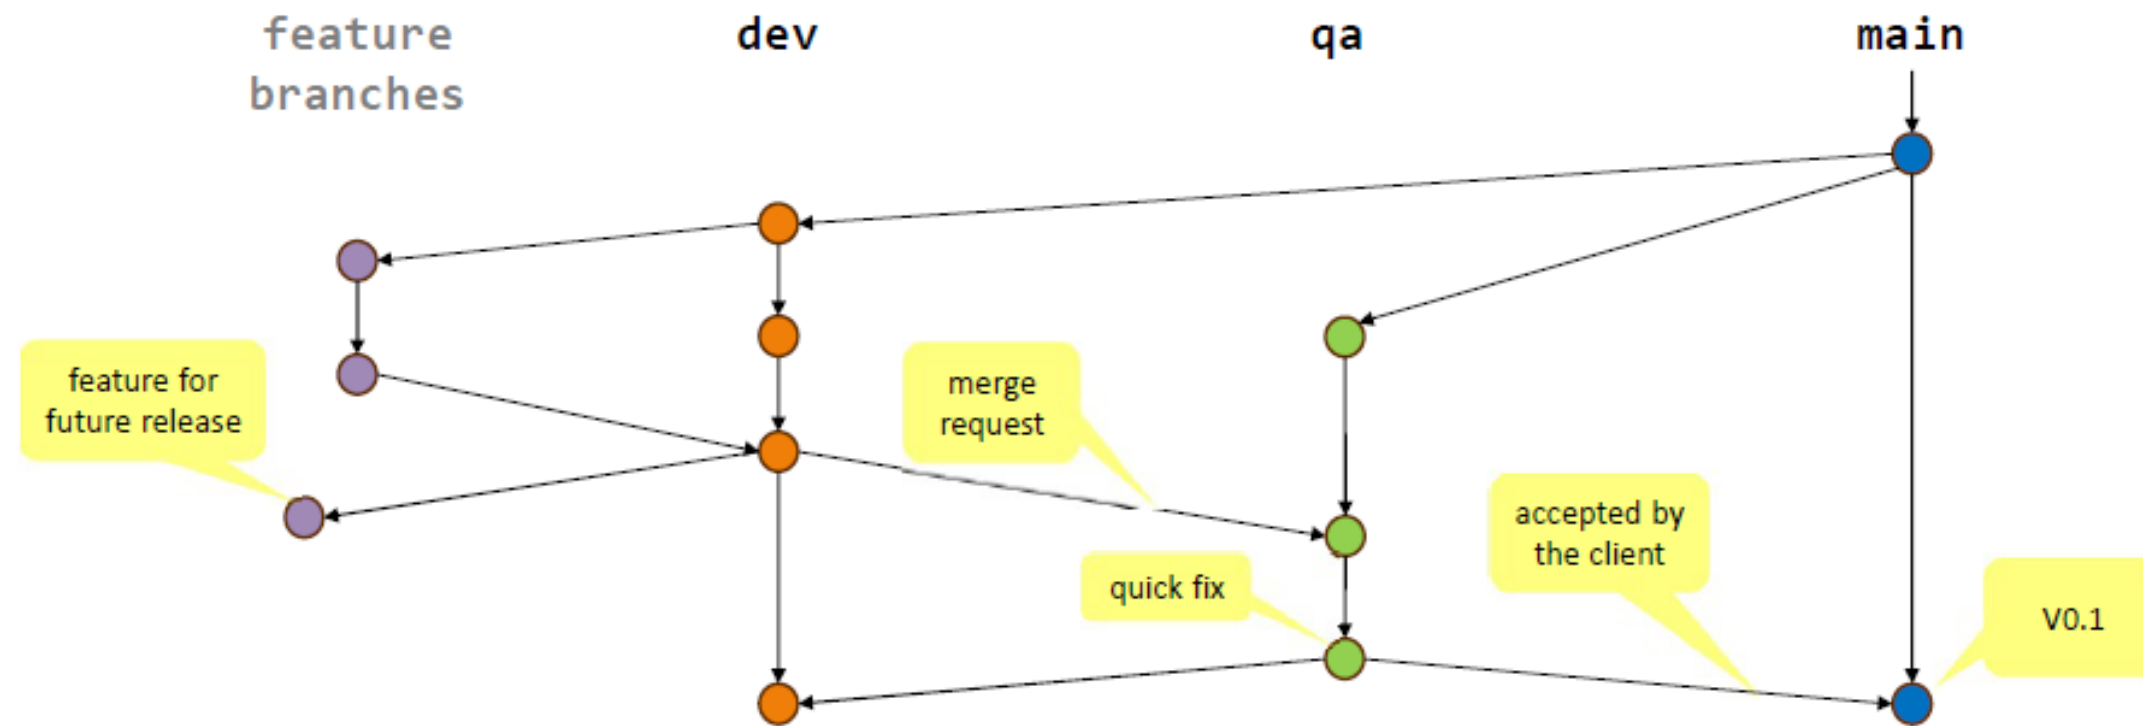 feature
branches
dev
qa
main
feature for
future release
merge
request
quick fix
accepted by
the client
V0.1